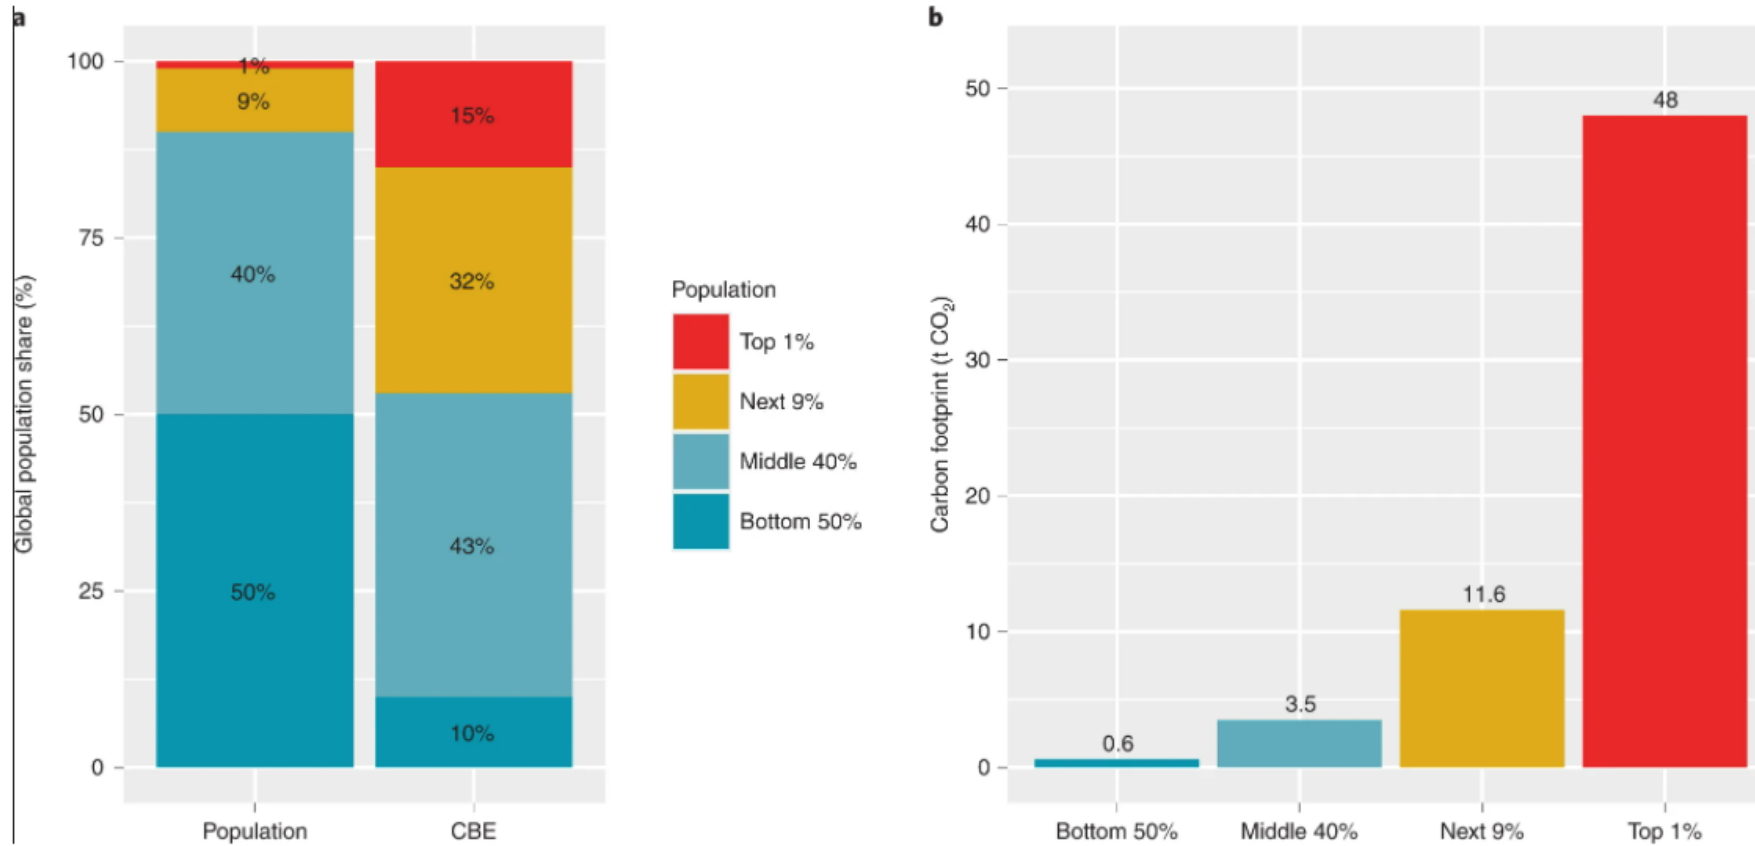 a
Global population share (%)
100
75
50
25
0
1%
9%
40%
50%
15%
32%
43%
10%
Population
CBE
Population
Top 1%
Next 9%
Middle 40%
Bottom 50%
b
Carbon footprint (t CO₂)
50
40
30
20
10
0
0.6
3.5
11.6
48
Bottom 50%
Middle 40%
Next 9%
Top 1%